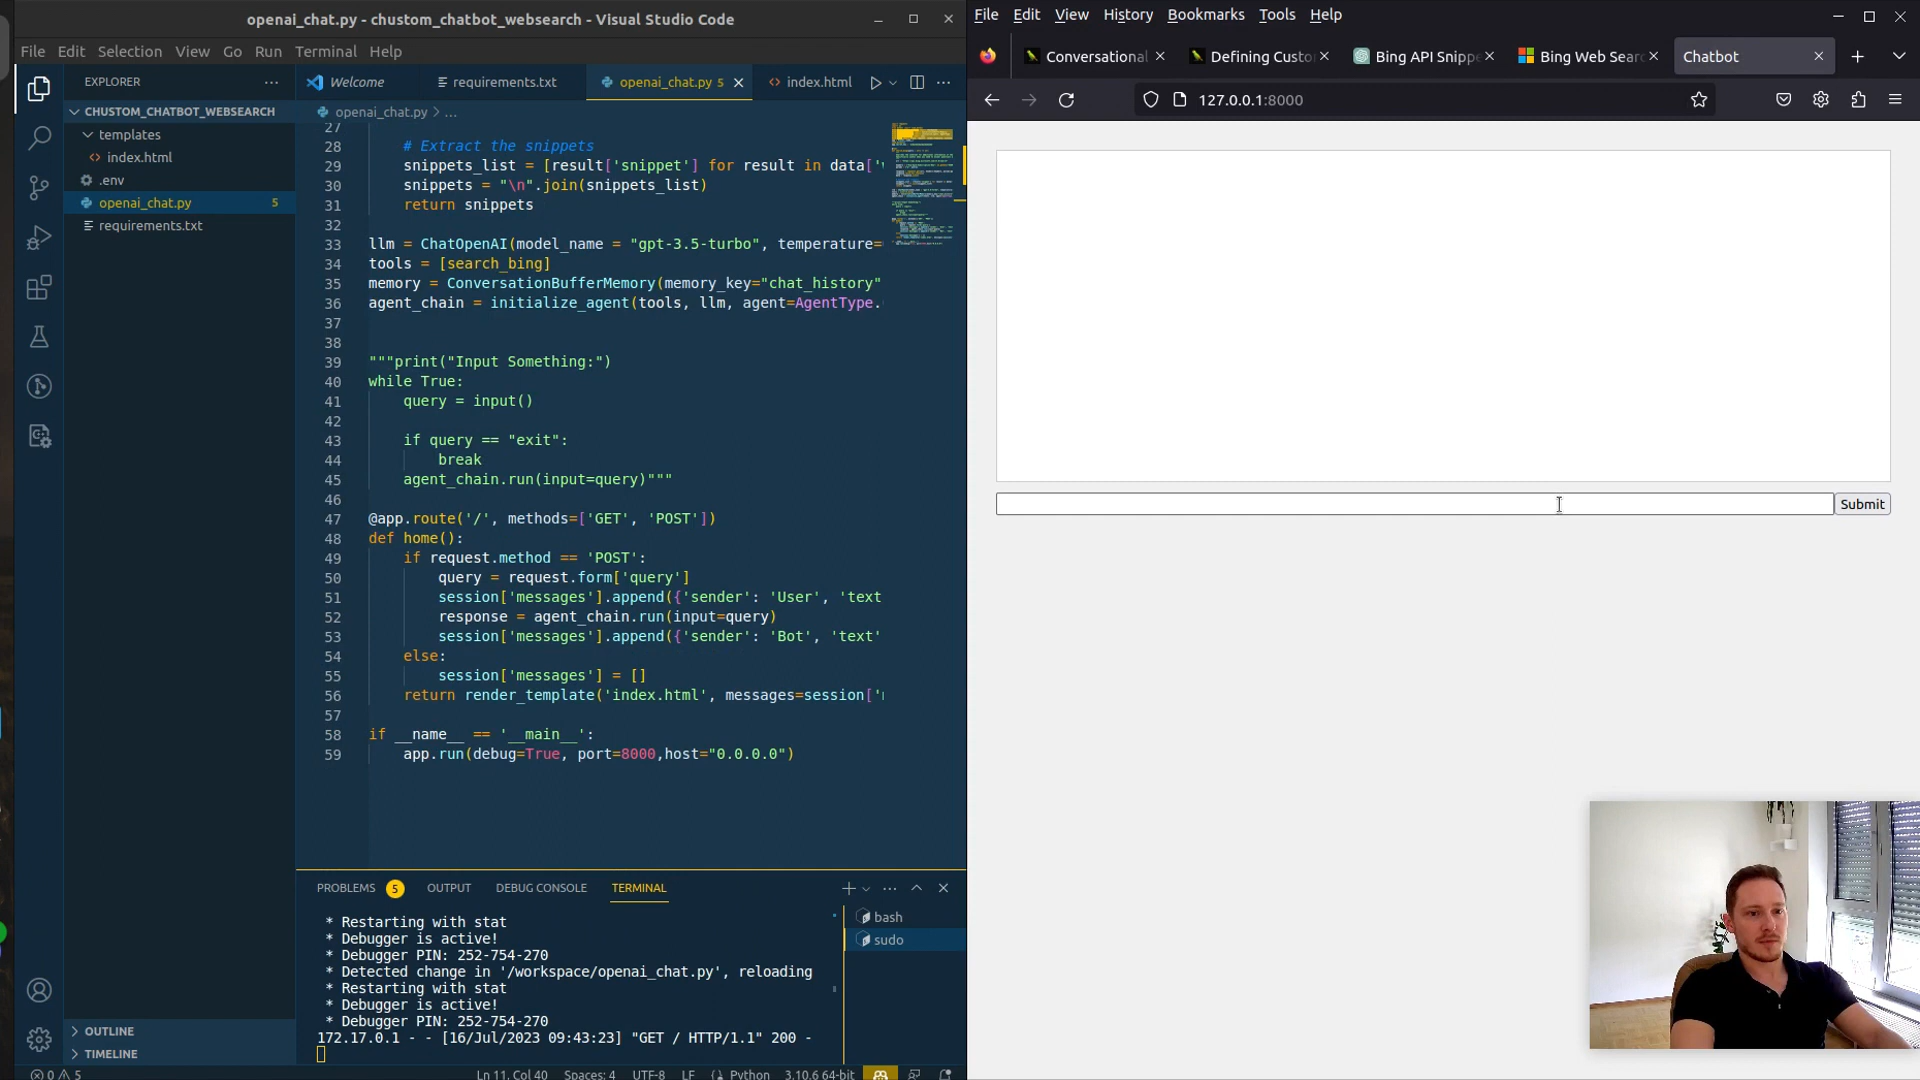 openai_chat.py - chustom_chatbot_websearch - Visual Studio Code
File Edit Selection View Go Run Terminal Help
EXPLORER
CHUSTOM_CHATBOT_WEBSEARCH
templates
index.html
.env
openai_chat.py 5
requirements.txt
OUTLINE
TIMELINE
Welcome requirements.txt openai_chat.py 5 index.html
openai_chat.py > ...
27
28 # Extract the snippets
29 snippets_list = [result['snippet'] for result in data['
30 snippets = "\n".join(snippets_list)
31 return snippets
32
33 llm = ChatOpenAI(model_name = "gpt-3.5-turbo", temperature=
34 tools = [search_bing]
35 memory = ConversationBufferMemory(memory_key="chat_history"
36 agent_chain = initialize_agent(tools, llm, agent=AgentType.
37
38
39 """print("Input Something:")
40 while True:
41 query = input()
42
43 if query == "exit":
44 break
45 agent_chain.run(input=query)"""
46
47 @app.route('/', methods=['GET', 'POST'])
48 def home():
49 if request.method == 'POST':
50 query = request.form['query']
51 session['messages'].append({'sender': 'User', 'text
52 response = agent_chain.run(input=query)
53 session['messages'].append({'sender': 'Bot', 'text'
54 else:
55 session['messages'] = []
56 return render_template('index.html', messages=session['
57
58 if __name__ == '__main__':
59 app.run(debug=True, port=8000,host="0.0.0.0")
PROBLEMS 5 OUTPUT DEBUG CONSOLE TERMINAL
* Restarting with stat
* Debugger is active!
* Debugger PIN: 252-754-270
* Detected change in '/workspace/openai_chat.py', reloading
* Restarting with stat
* Debugger is active!
* Debugger PIN: 252-754-270
172.17.0.1 - - [16/Jul/2023 09:43:23] "GET / HTTP/1.1" 200 -
bash
sudo
0 5 Ln 11, Col 40 Spaces: 4 UTF-8 LF Python 3.10.6 64-bit
File Edit View History Bookmarks Tools Help
Conversational Defining Custo Bing API Snippe Bing Web Sear Chatbot
127.0.0.1:8000
Submit